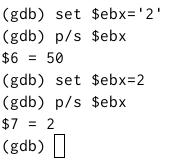 (gdb) set $ebx='2'
(gdb) p/s $ebx
$6 = 50
(gdb) set $ebx=2
(gdb) p/s $ebx
$7 = 2
(gdb)